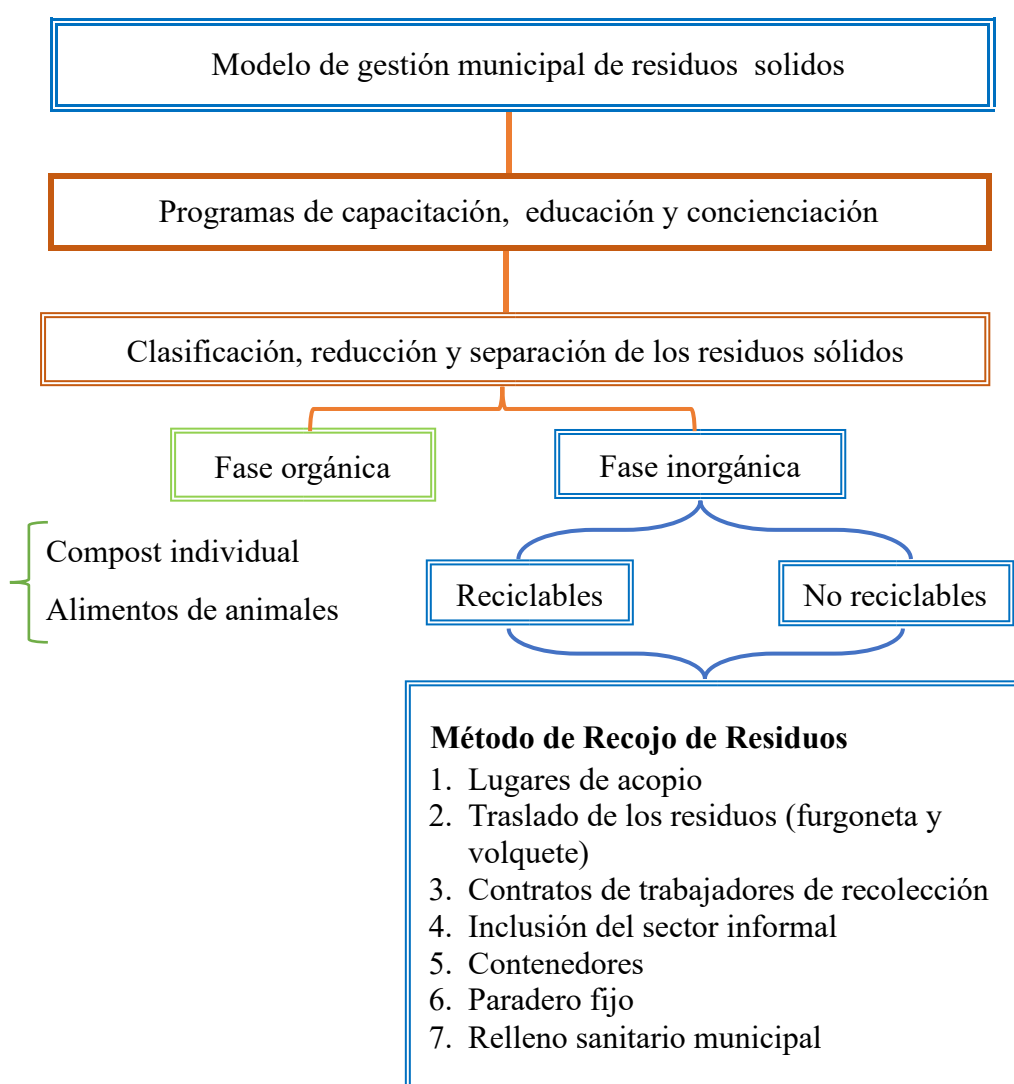 Modelo de gestión municipal de residuos solidos
Programas de capacitación, educación y concienciación
Clasificación, reducción y separación de los residuos sólidos
Fase orgánica
Fase inorgánica
Compost individual
Alimentos de animales
Reciclables
No reciclables
Método de Recojo de Residuos
1. Lugares de acopio
2. Traslado de los residuos (furgoneta y
volquete)
3. Contratos de trabajadores de recolección
4. Inclusión del sector informal
5. Contenedores
6. Paradero fijo
7. Relleno sanitario municipal